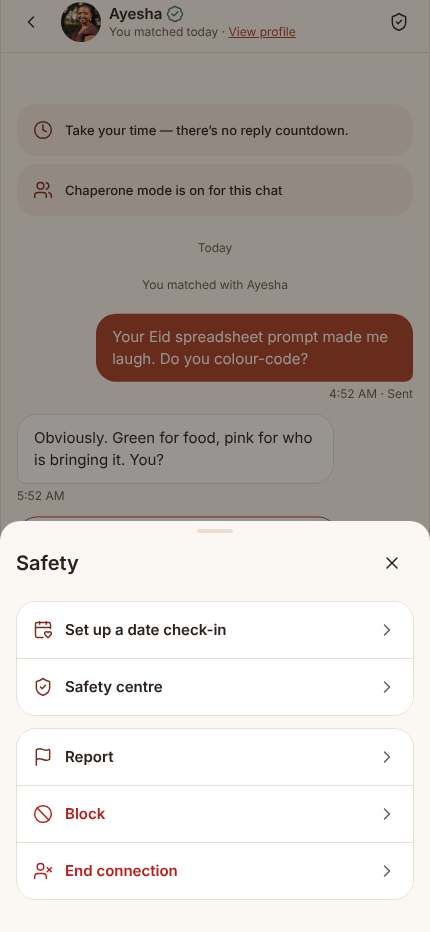 Ayesha
You matched today · View profile
Take your time — there's no reply countdown.
Chaperone mode is on for this chat
Today
You matched with Ayesha
Your Eid spreadsheet prompt made me
laugh. Do you colour-code?
4:52 AM · Sent
Obviously. Green for food, pink for who
is bringing it. You?
5:52 AM
Safety
Set up a date check-in
Safety centre
Report
Block
End connection